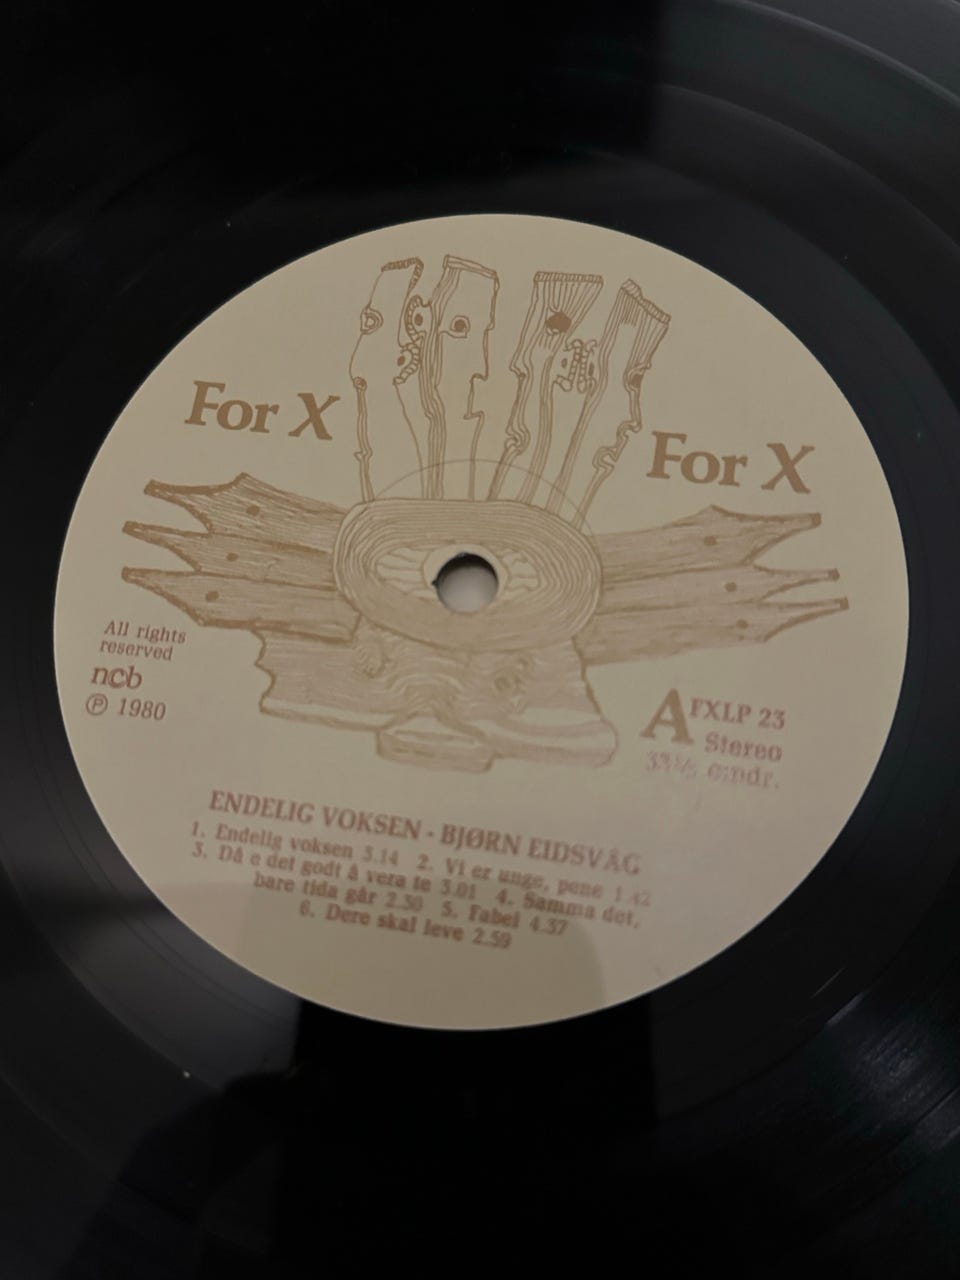 For X
For X
All rights
reserved
ncb
℗ 1980
A FXLP 23
Stereo
33⅓ o:mdr.
ENDELIG VOKSEN - BJØRN EIDSVÅG
1. Endelig voksen 3.14 2. Vi er unge, pene 1.42
3. Då e det godt å vera te 3.01 4. Samma det,
bare tida går 2.30 5. Fabel 4.37
6. Dere skal leve 2.59